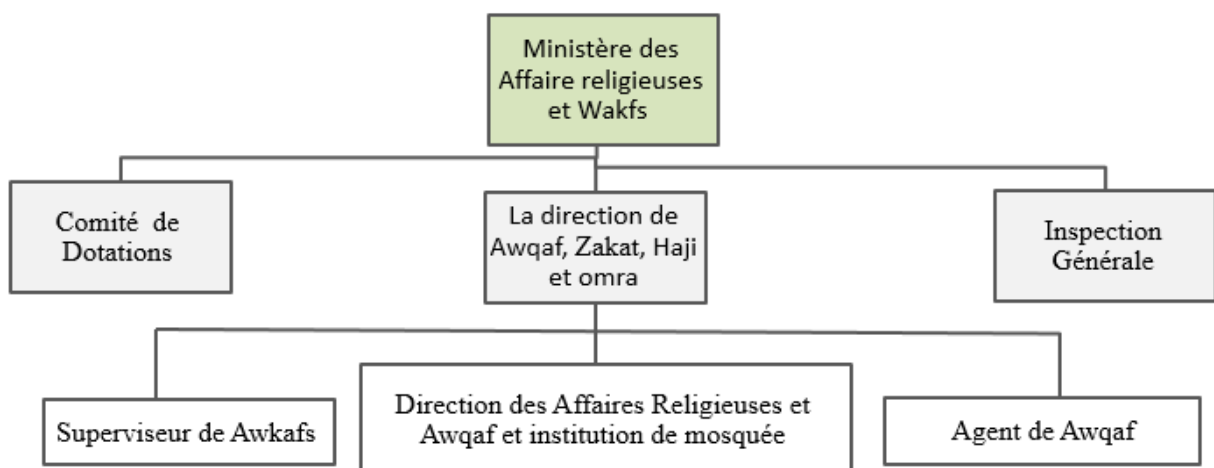 Ministère des
Affaire religieuses
et Wakfs
Comité de
Dotations
La direction de
Awqaf, Zakat, Haji
et omra
Inspection
Générale
Superviseur de Awkafs
Direction des Affaires Religieuses et
Awqaf et institution de mosquée
Agent de Awqaf